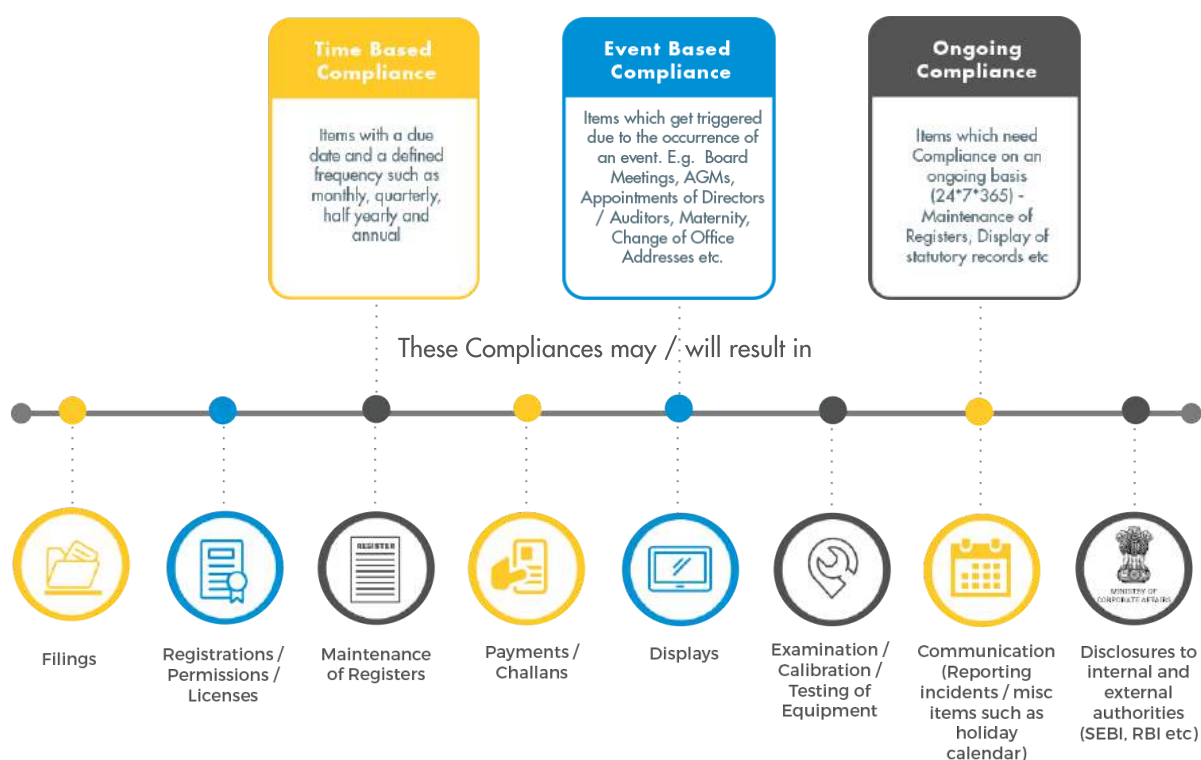 Time Based
Compliance
Items with a due
date and a defined
frequency such as
monthly, quarterly,
half yearly and
annual
Event Based
Compliance
Items which get triggered
due to the occurrence of
an event. E.g. Board
Meetings, AGMs,
Appointments of Directors
/ Auditors, Maternity,
Change of Office
Addresses etc.
Ongoing
Compliance
Items which need
Compliance on an
ongoing basis
(24*7*365) -
Maintenance of
Registers, Display of
statutory records etc
These Compliances may / will result in
Filings
Registrations /
Permissions /
Licenses
REGISTER
Maintenance
of Registers
Payments /
Challans
Displays
Examination /
Calibration /
Testing of
Equipment
Communication
(Reporting
incidents / misc
items such as
holiday
calendar)
MINISTRY OF
CORPORATE AFFAIRS
Disclosures to
internal and
external
authorities
(SEBI, RBI etc)